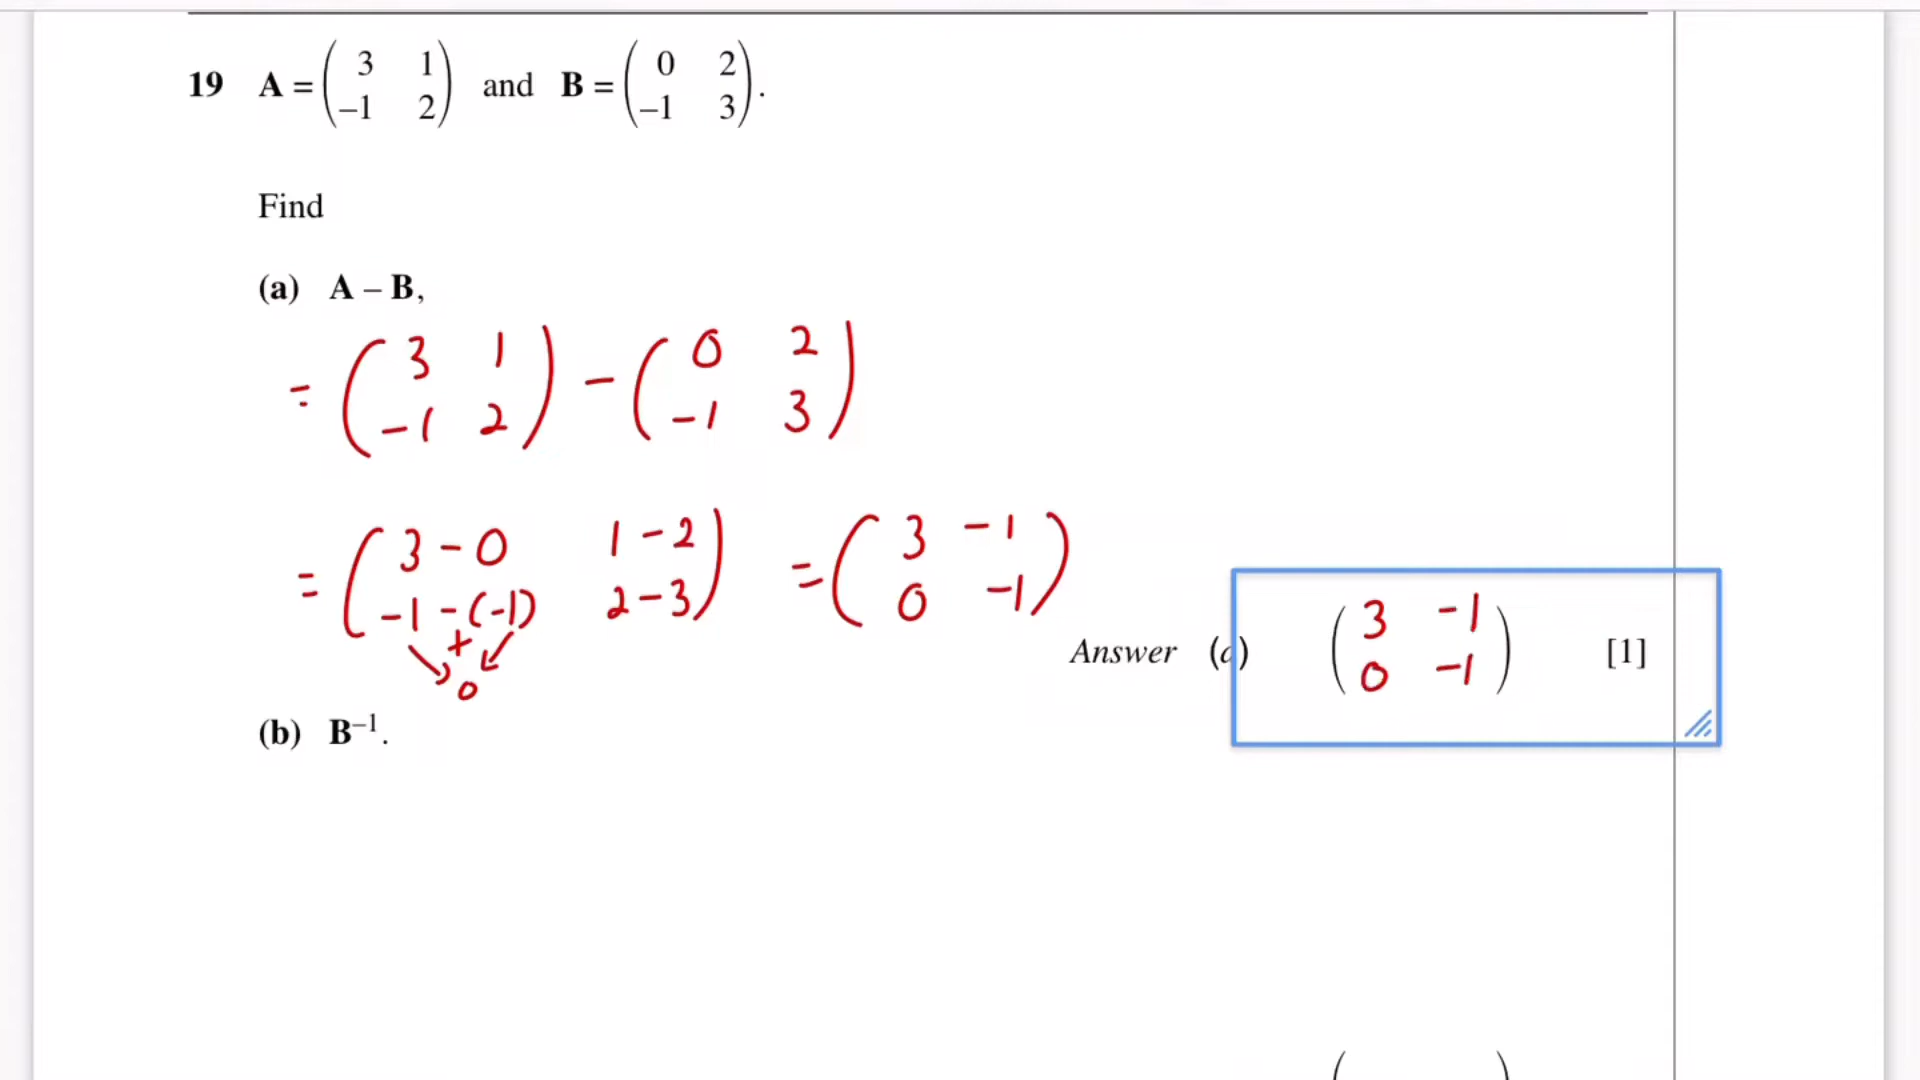 19 A = ( 3 1 ) and B = ( 0 2 ).
–1 2 –1 3
Find
(a) A – B,
= ( 3 1 ) - ( 0 2 )
-1 2 -1 3
= ( 3-0 1-2 ) = ( 3 -1 )
-1-(-1) 2-3 0 -1
+
0
Answer (a) ( 3 -1 ) [1]
0 -1
(b) B–1.